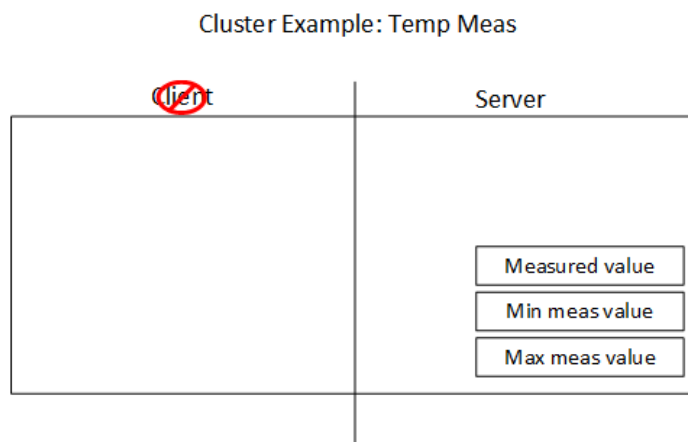 Cluster Example: Temp Meas
Client
Server
Measured value
Min meas value
Max meas value